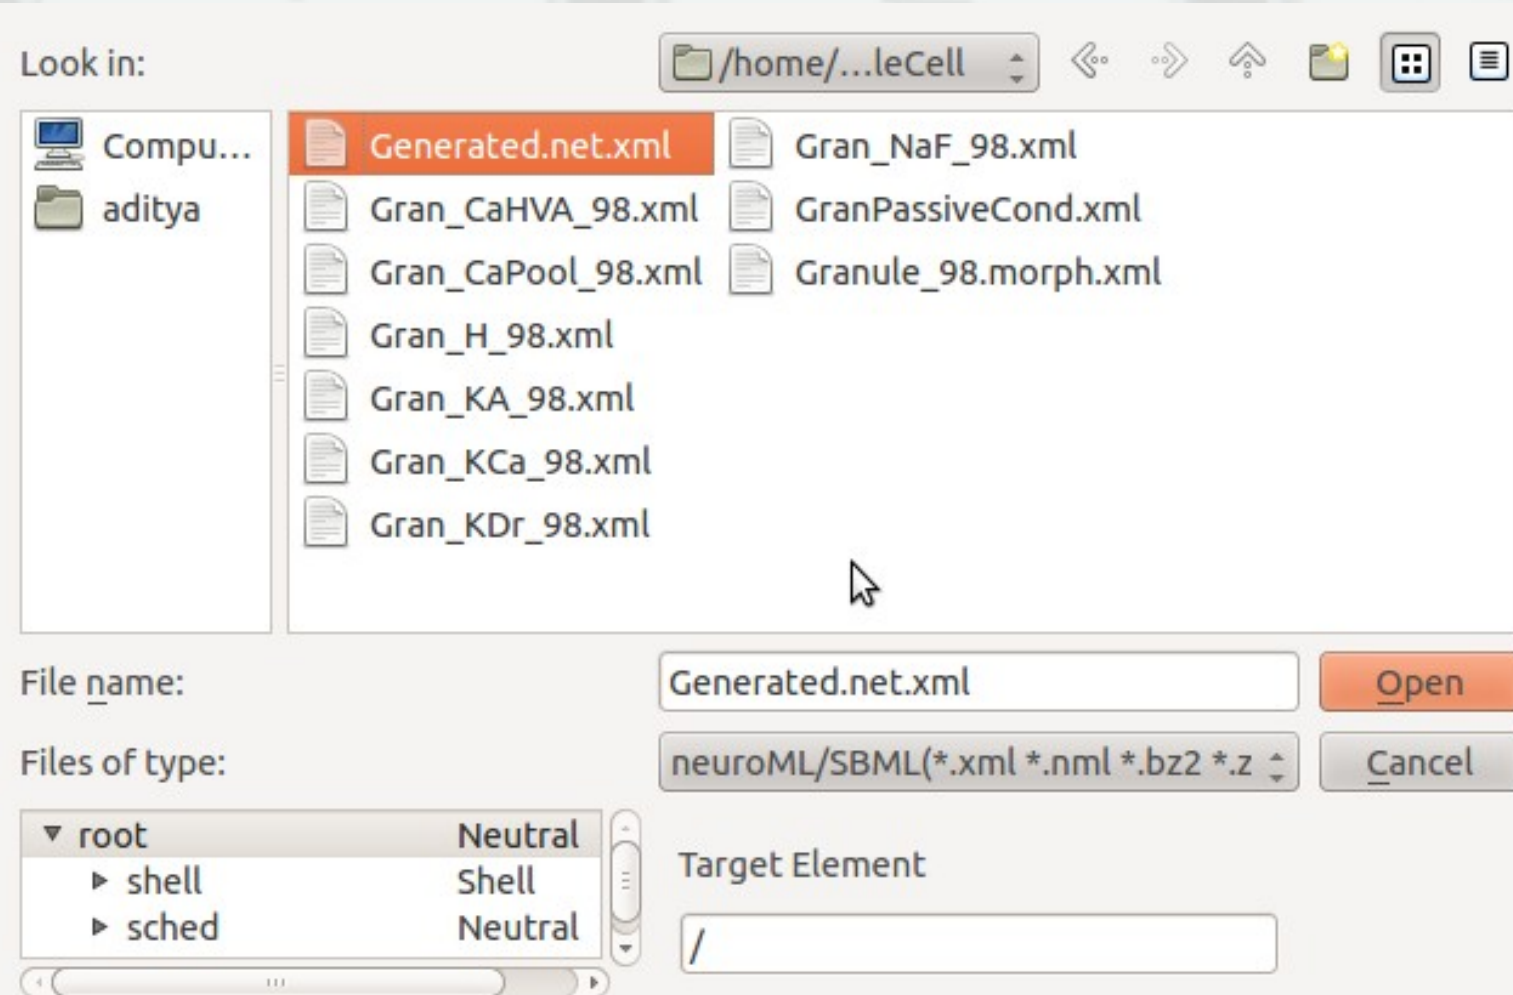 Look in:
/home/...leCell
Compu...
aditya
Generated.net.xml
Gran_CaHVA_98.xml
Gran_CaPool_98.xml
Gran_H_98.xml
Gran_KA_98.xml
Gran_KCa_98.xml
Gran_KDr_98.xml
Gran_NaF_98.xml
GranPassiveCond.xml
Granule_98.morph.xml
File name:
Generated.net.xml
Open
Files of type:
neuroML/SBML(*.xml *.nml *.bz2 *.z
Cancel
root Neutral
shell Shell
sched Neutral
Target Element
/